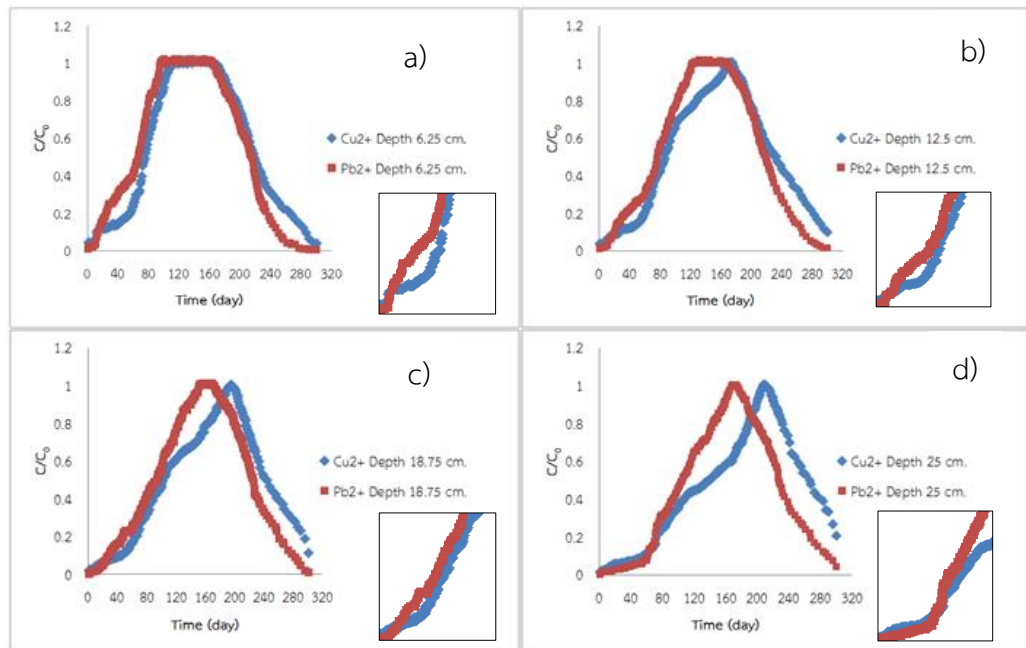 a)
1.2
1
0.8
0.6
0.4
0.2
0
C/C₀
0 40 80 120 160 200 240 280 320
Time (day)
Cu2+ Depth 6.25 cm.
Pb2+ Depth 6.25 cm.
b)
1.2
1
0.8
0.6
0.4
0.2
0
C/C₀
0 40 80 120 160 200 240 280 320
Time (day)
Cu2+ Depth 12.5 cm.
Pb2+ Depth 12.5 cm.
c)
1.2
1
0.8
0.6
0.4
0.2
0
C/C₀
0 40 80 120 160 200 240 280 320
Time (day)
Cu2+ Depth 18.75 cm.
Pb2+ Depth 18.75 cm.
d)
1.2
1
0.8
0.6
0.4
0.2
0
C/C₀
0 40 80 120 160 200 240 280 320
Time (day)
Cu2+ Depth 25 cm.
Pb2+ Depth 25 cm.